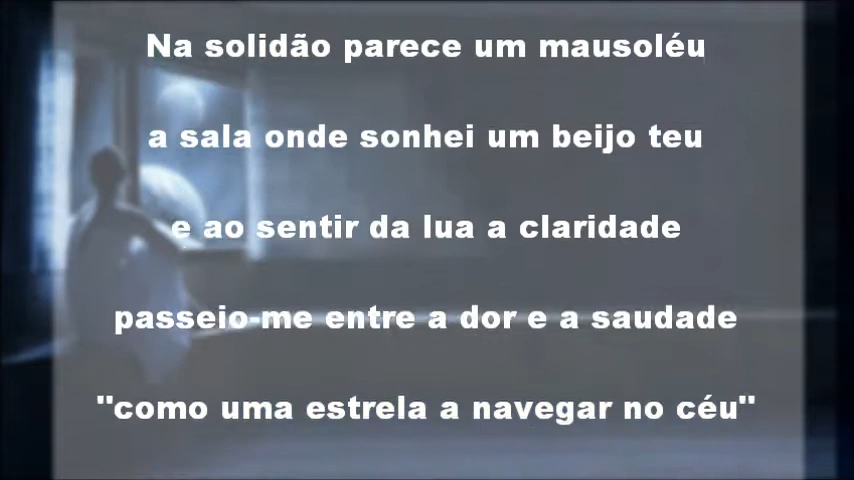 Na solidão parece um mausoléu
a sala onde sonhei um beijo teu
e ao sentir da lua a claridade
passeio-me entre a dor e a saudade
"como uma estrela a navegar no céu"